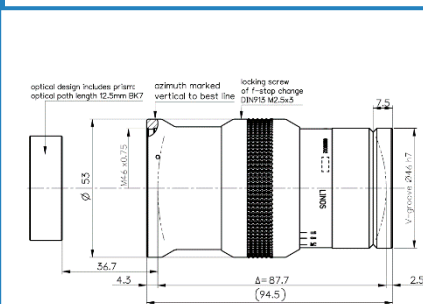 optical design includes prism:
optical path length 12.5mm BK7
azimuth marked
vertical to best line
locking screw
of f-stop change
DIN913 M2.5x3
7.5
Ø 53
M46 x0.75
LINOS
V-groove Ø46 h7
36.7
4.3
Δ=87.7
2.5
(94.5)